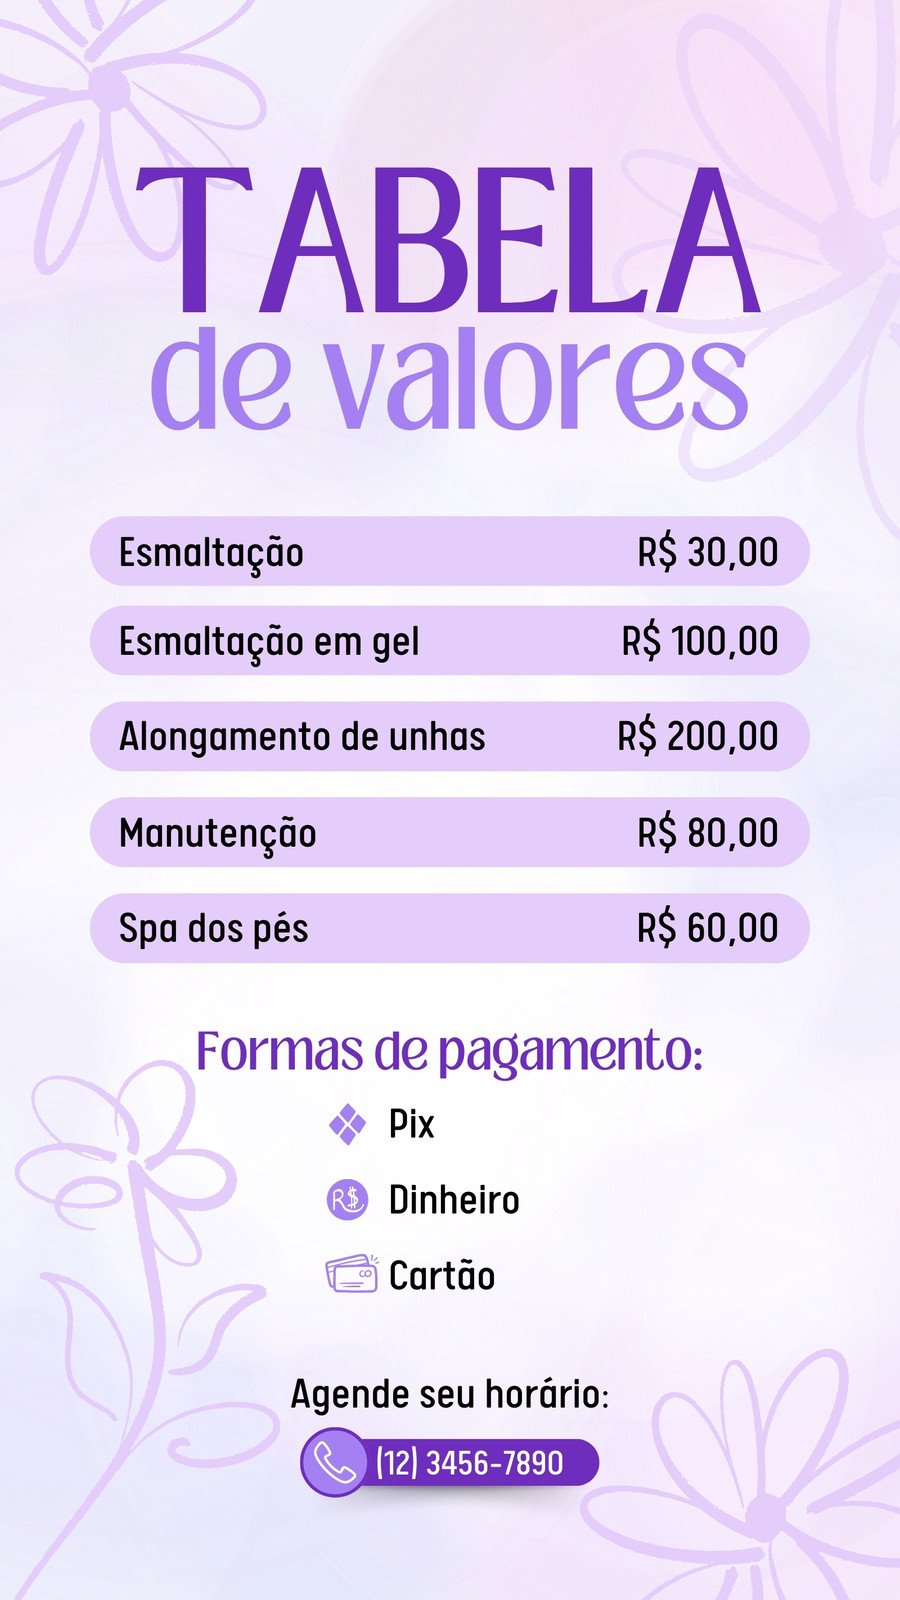 TABELA
de valores
Esmaltação R$ 30,00
Esmaltação em gel R$ 100,00
Alongamento de unhas R$ 200,00
Manutenção R$ 80,00
Spa dos pés R$ 60,00
Formas de pagamento:
Pix
R$ Dinheiro
Cartão
Agende seu horário:
(12) 3456-7890